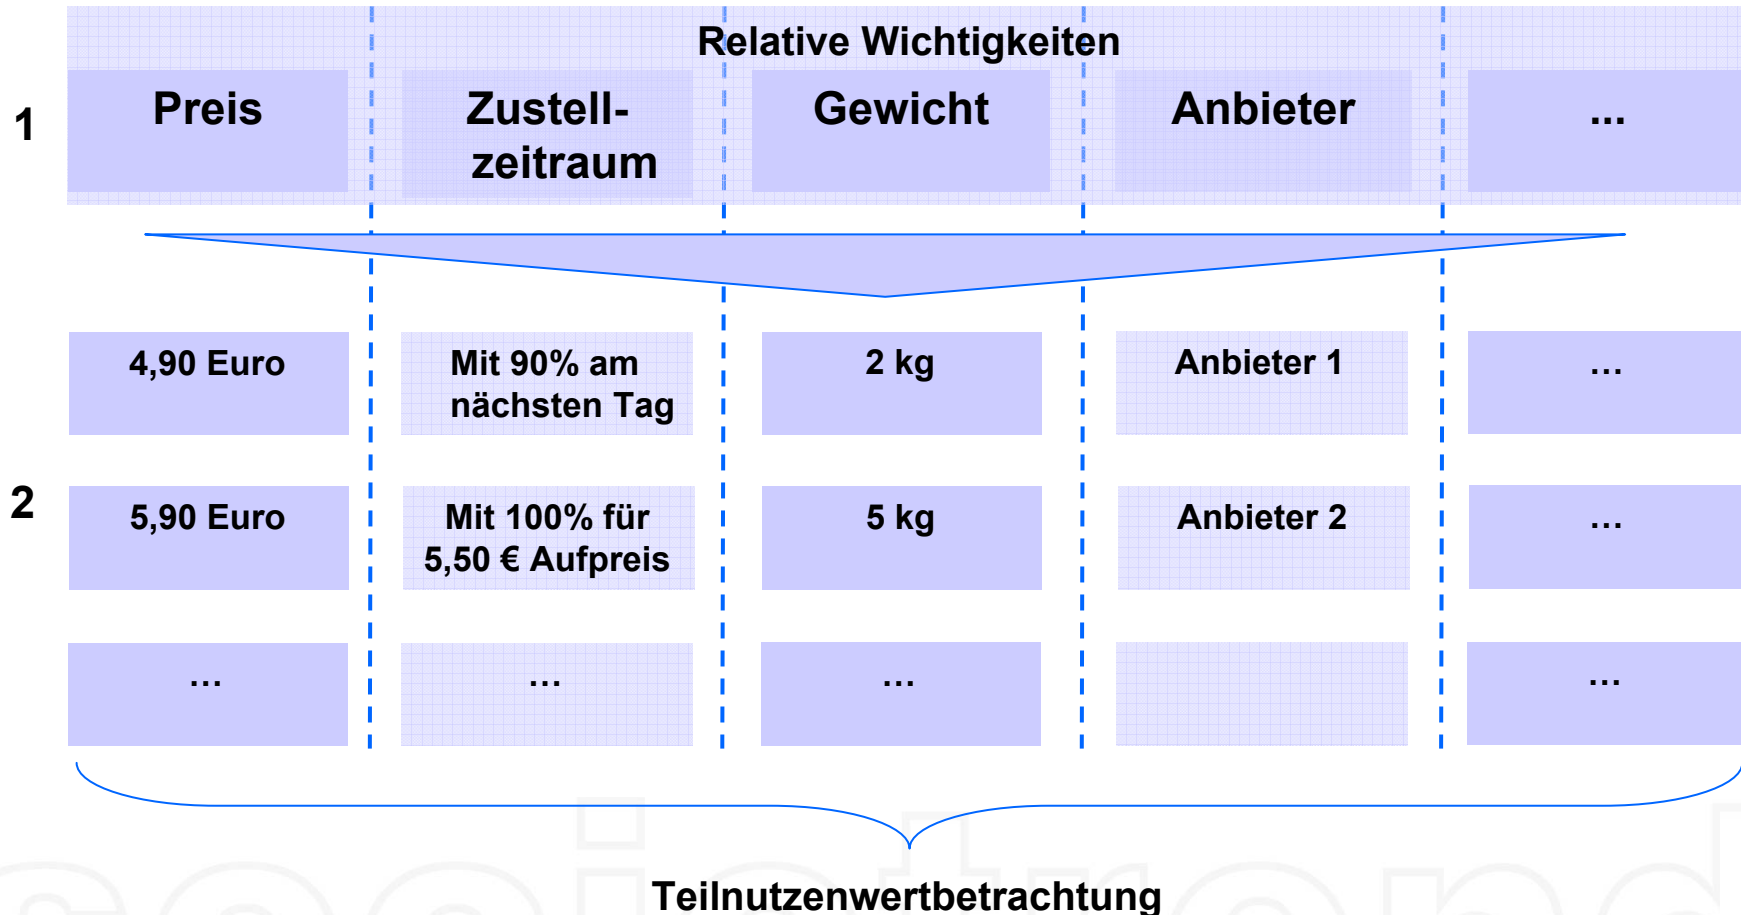 Relative Wichtigkeiten
1
Preis
Zustell-
zeitraum
Gewicht
Anbieter
...
4,90 Euro
Mit 90% am
nächsten Tag
2 kg
Anbieter 1
…
2
5,90 Euro
Mit 100% für
5,50 € Aufpreis
5 kg
Anbieter 2
…
…
…
…
…
Teilnutzenwertbetrachtung